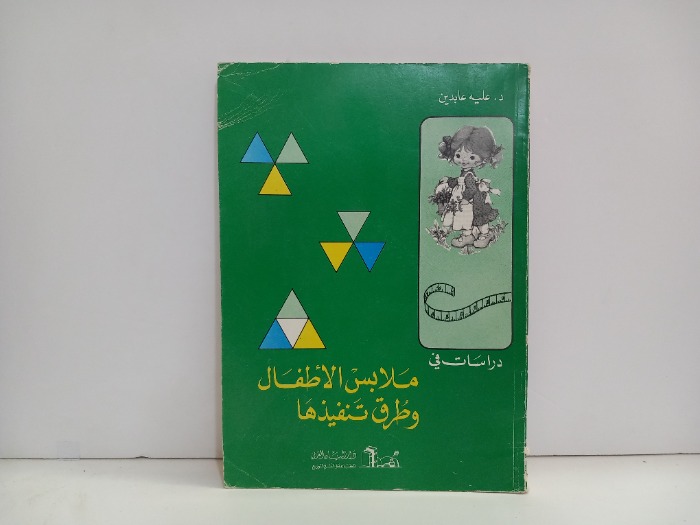 د. عليه عابدين
دراسات في
ملابس الأطفال
وطرق تنفيذها